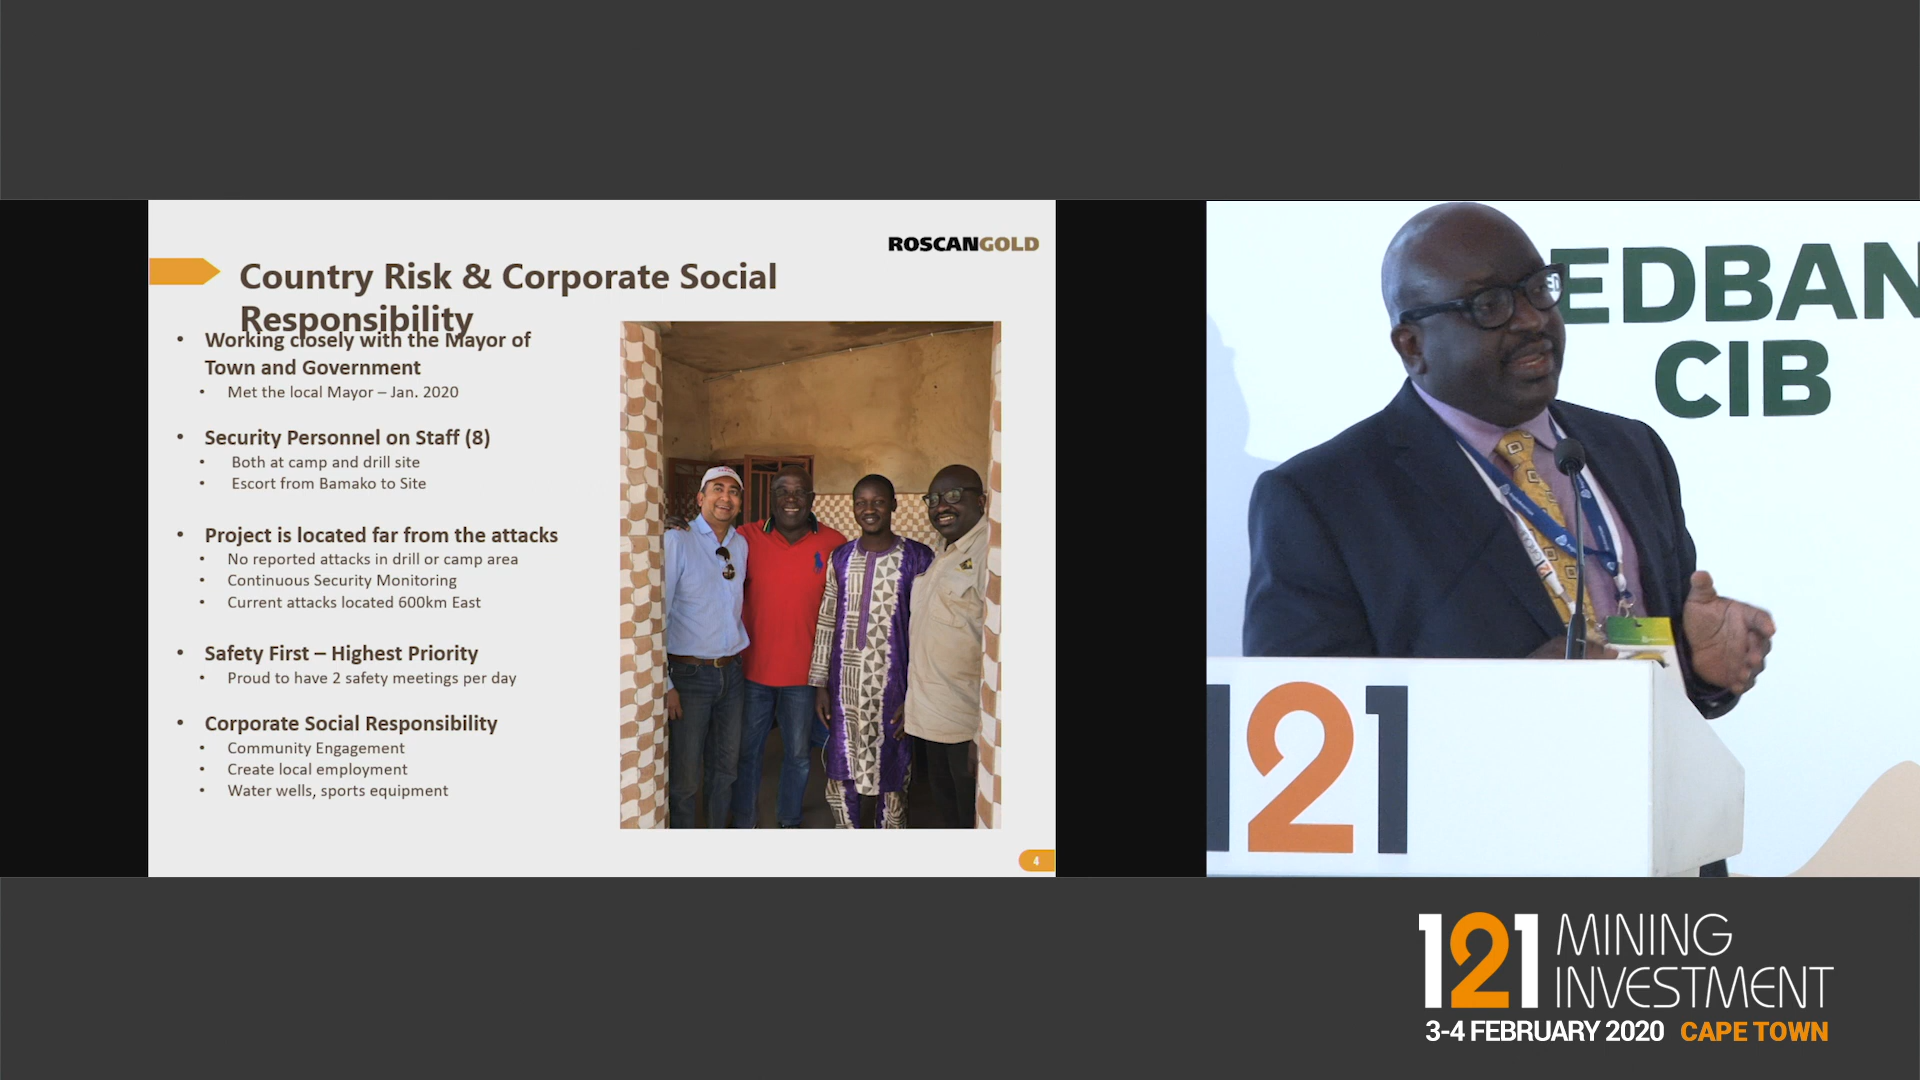 ROSCANGOLD
Country Risk & Corporate Social
Responsibility
• Working closely with the Mayor of
Town and Government
• Met the local Mayor – Jan. 2020
• Security Personnel on Staff (8)
• Both at camp and drill site
• Escort from Bamako to Site
• Project is located far from the attacks
• No reported attacks in drill or camp area
• Continuous Security Monitoring
• Current attacks located 600km East
• Safety First – Highest Priority
• Proud to have 2 safety meetings per day
• Corporate Social Responsibility
• Community Engagement
• Create local employment
• Water wells, sports equipment
4
EDBAN
CIB
121
121 MINING
INVESTMENT
3-4 FEBRUARY 2020 CAPE TOWN